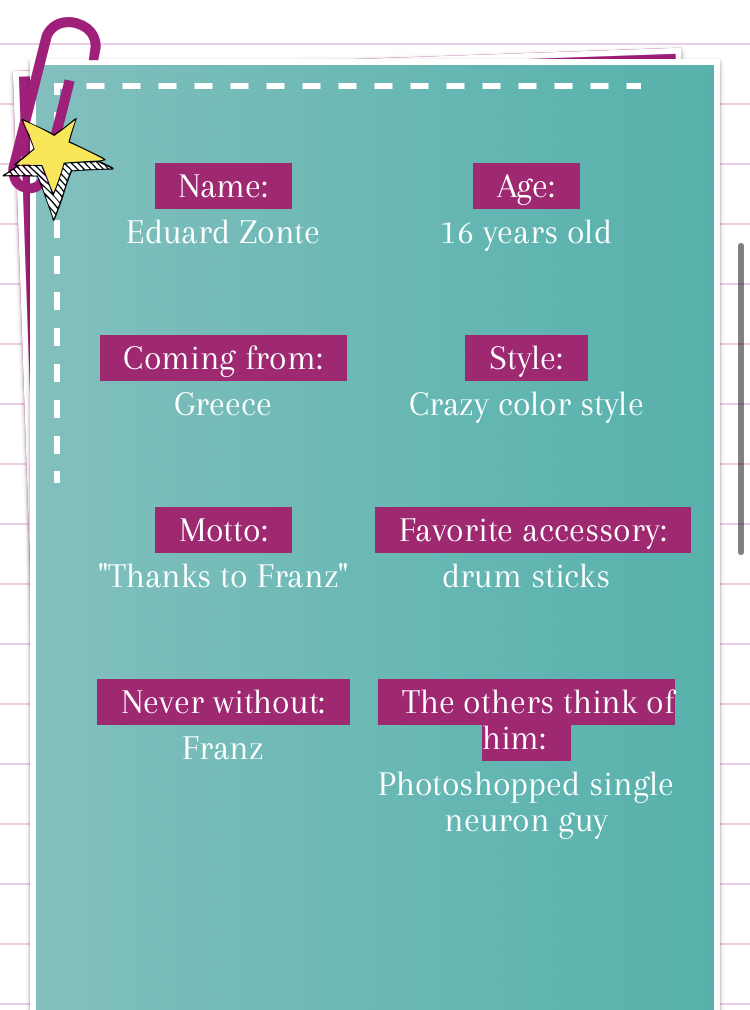 Name:
Eduard Zonte
Age:
16 years old
Coming from:
Greece
Style:
Crazy color style
Motto:
"Thanks to Franz"
Favorite accessory:
drum sticks
Never without:
Franz
The others think of
him:
Photoshopped single
neuron guy